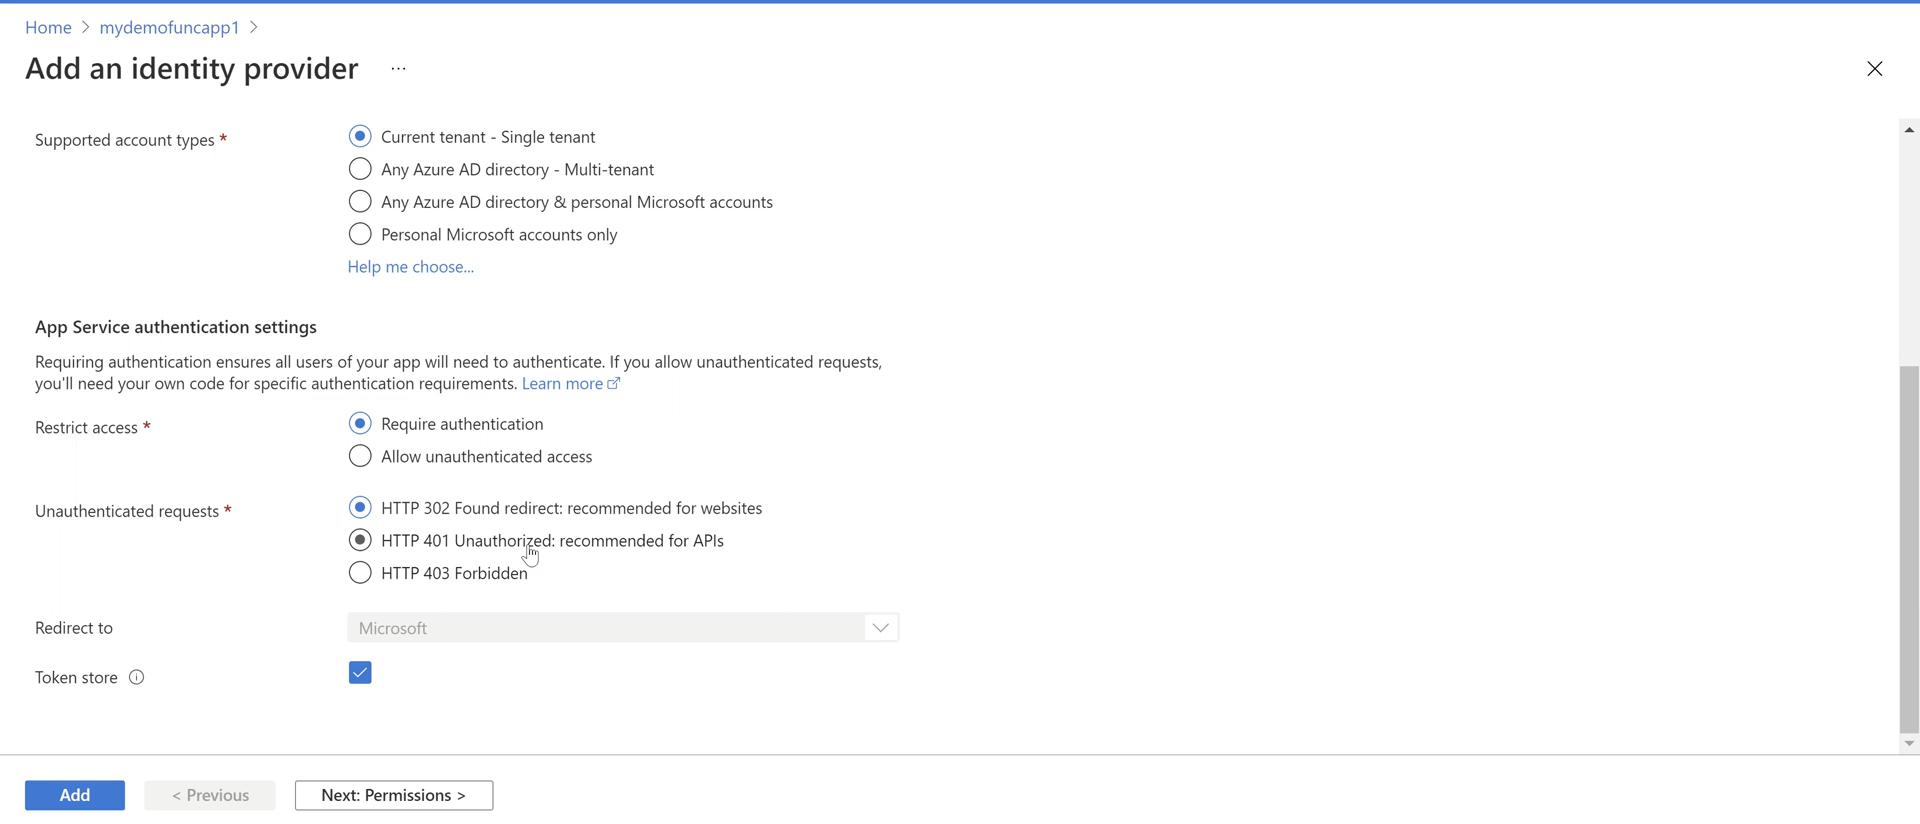 Home > mydemofuncapp1 >
Add an identity provider ...
Supported account types *
Current tenant - Single tenant
Any Azure AD directory - Multi-tenant
Any Azure AD directory & personal Microsoft accounts
Personal Microsoft accounts only
Help me choose...
App Service authentication settings
Requiring authentication ensures all users of your app will need to authenticate. If you allow unauthenticated requests,
you'll need your own code for specific authentication requirements. Learn more
Restrict access *
Require authentication
Allow unauthenticated access
Unauthenticated requests *
HTTP 302 Found redirect: recommended for websites
HTTP 401 Unauthorized: recommended for APIs
HTTP 403 Forbidden
Redirect to
Microsoft
Token store
Add
< Previous
Next: Permissions >